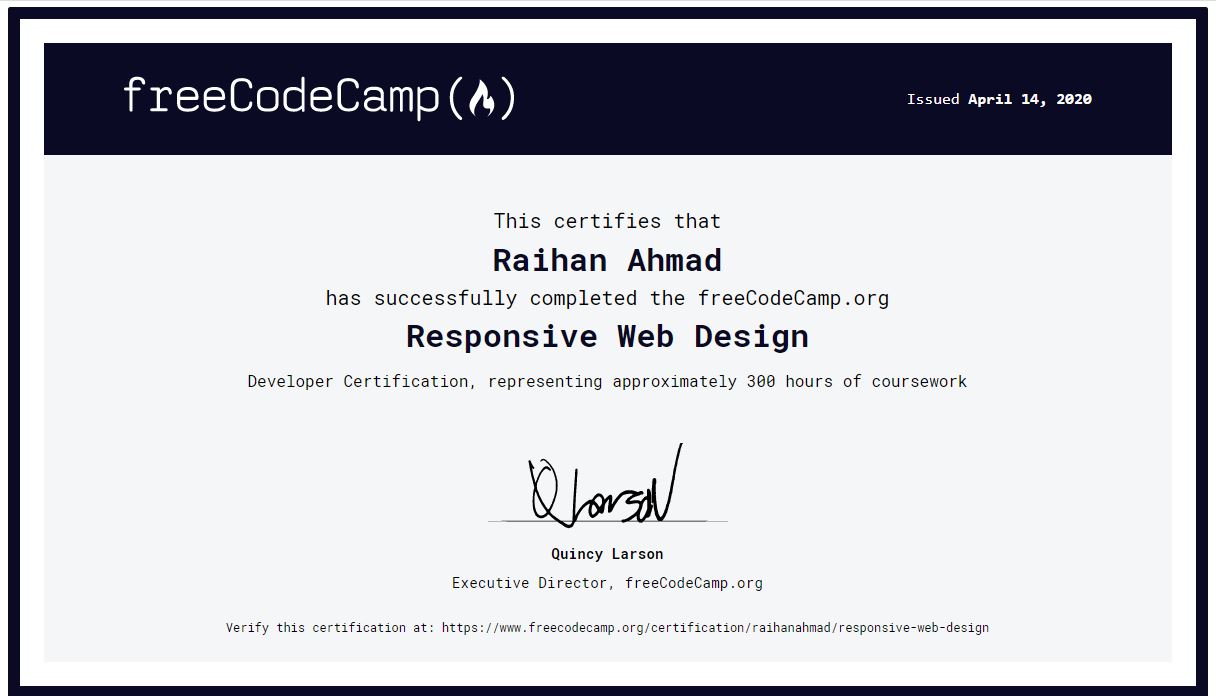 freeCodeCamp(🔥)
Issued April 14, 2020
This certifies that
Raihan Ahmad
has successfully completed the freeCodeCamp.org
Responsive Web Design
Developer Certification, representing approximately 300 hours of coursework
Q Larson
Quincy Larson
Executive Director, freeCodeCamp.org
Verify this certification at: https://www.freecodecamp.org/certification/raihanahmad/responsive-web-design